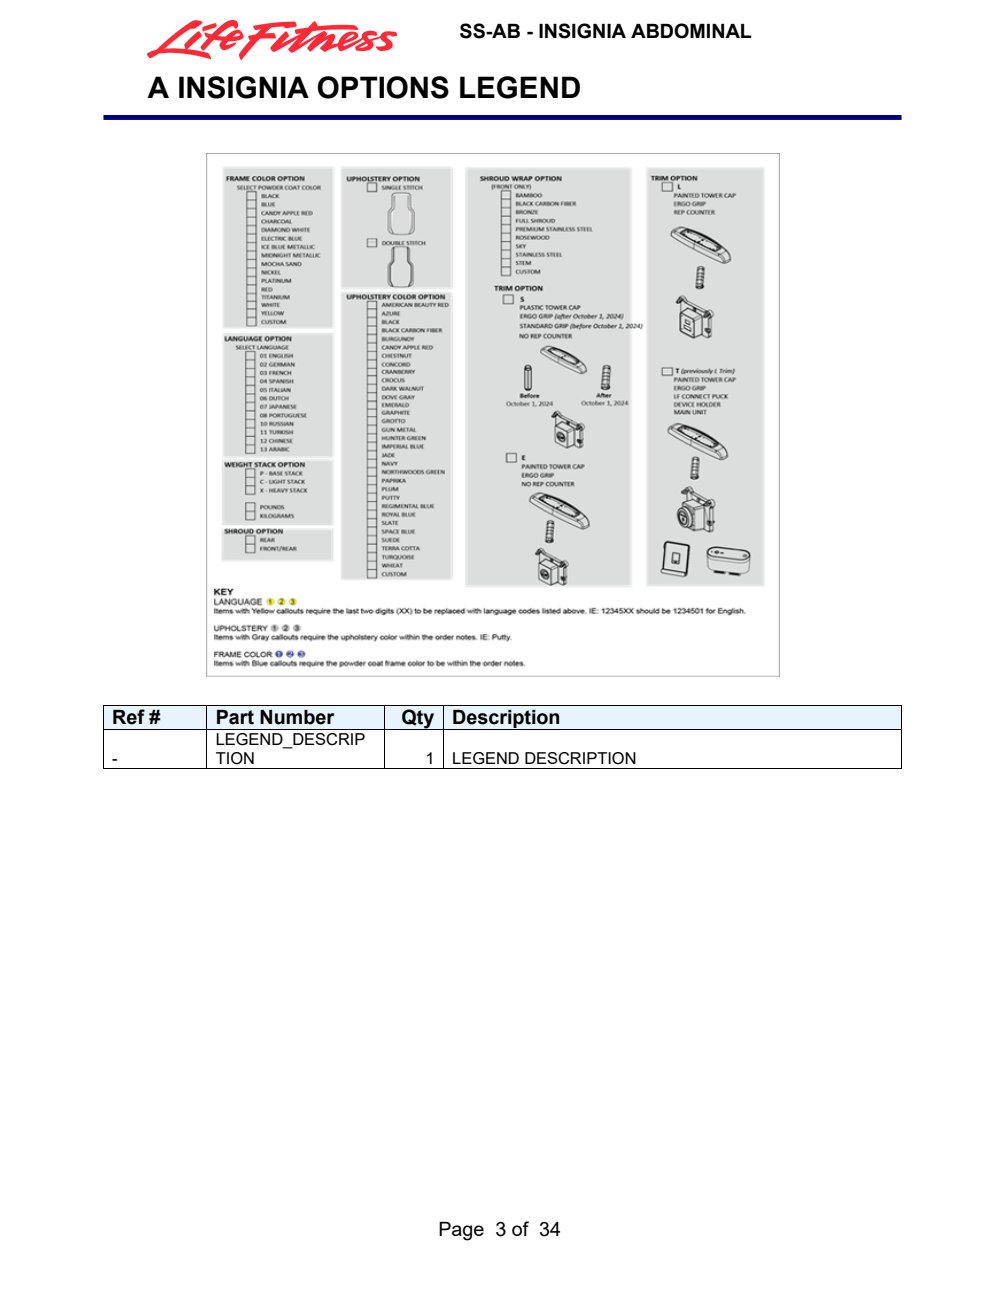 Life Fitness
SS-AB - INSIGNIA ABDOMINAL
A INSIGNIA OPTIONS LEGEND
FRAME COLOR OPTION
SELECT POWDER COAT COLOR
BLACK
BLUE
CANDY APPLE RED
CHARCOAL
DIAMOND WHITE
ELECTRIC BLUE
ICE BLUE METALLIC
MIDNIGHT METALLIC
MOCHA SAND
NICKEL
PLATINUM
RED
TITANIUM
WHITE
YELLOW
CUSTOM
LANGUAGE OPTION
SELECT LANGUAGE
01 ENGLISH
02 GERMAN
03 FRENCH
04 SPANISH
05 ITALIAN
06 DUTCH
07 JAPANESE
08 PORTUGUESE
10 RUSSIAN
11 TURKISH
12 CHINESE
13 ARABIC
WEIGHT STACK OPTION
P - BASE STACK
C - LIGHT STACK
X - HEAVY STACK
POUNDS
KILOGRAMS
SHROUD OPTION
REAR
FRONT/REAR
UPHOLSTERY OPTION
SINGLE STITCH
DOUBLE STITCH
UPHOLSTERY COLOR OPTION
AMERICAN BEAUTY RED
AZURE
BLACK
BLACK CARBON FIBER
BURGUNDY
CANDY APPLE RED
CHESTNUT
CONCORD
CRANBERRY
CROCUS
DARK WALNUT
DOVE GRAY
EMERALD
GRAPHITE
GROTTO
GUN METAL
HUNTER GREEN
IMPERIAL BLUE
JADE
NAVY
NORTHWOODS GREEN
PAPRIKA
PLUM
PUTTY
REGIMENTAL BLUE
ROYAL BLUE
SLATE
SPACE BLUE
SUEDE
TERRA COTTA
TURQUOISE
WHEAT
CUSTOM
SHROUD WRAP OPTION
(FRONT ONLY)
BAMBOO
BLACK CARBON FIBER
BRONZE
FULL SHROUD
PREMIUM STAINLESS STEEL
ROSEWOOD
SKY
STAINLESS STEEL
STEM
CUSTOM
TRIM OPTION
S
PLASTIC TOWER CAP
ERGO GRIP (after October 1, 2024)
STANDARD GRIP (before October 1, 2024)
NO REP COUNTER
Before
October 1, 2024
After
October 1, 2024
E
PAINTED TOWER CAP
ERGO GRIP
NO REP COUNTER
TRIM OPTION
L
PAINTED TOWER CAP
ERGO GRIP
REP COUNTER
T (previously L Trim)
PAINTED TOWER CAP
ERGO GRIP
LF CONNECT PUCK
DEVICE HOLDER
MAIN UNIT
KEY
LANGUAGE 1 2 3
Items with Yellow callouts require the last two digits (XX) to be replaced with language codes listed above. IE: 12345XX should be 1234501 for English.
UPHOLSTERY 1 2 3
Items with Gray callouts require the upholstery color within the order notes. IE: Putty.
FRAME COLOR 1 2 3
Items with Blue callouts require the powder coat frame color to be within the order notes.
Ref # Part Number Qty Description
- LEGEND_DESCRIP
TION 1 LEGEND DESCRIPTION
Page 3 of 34